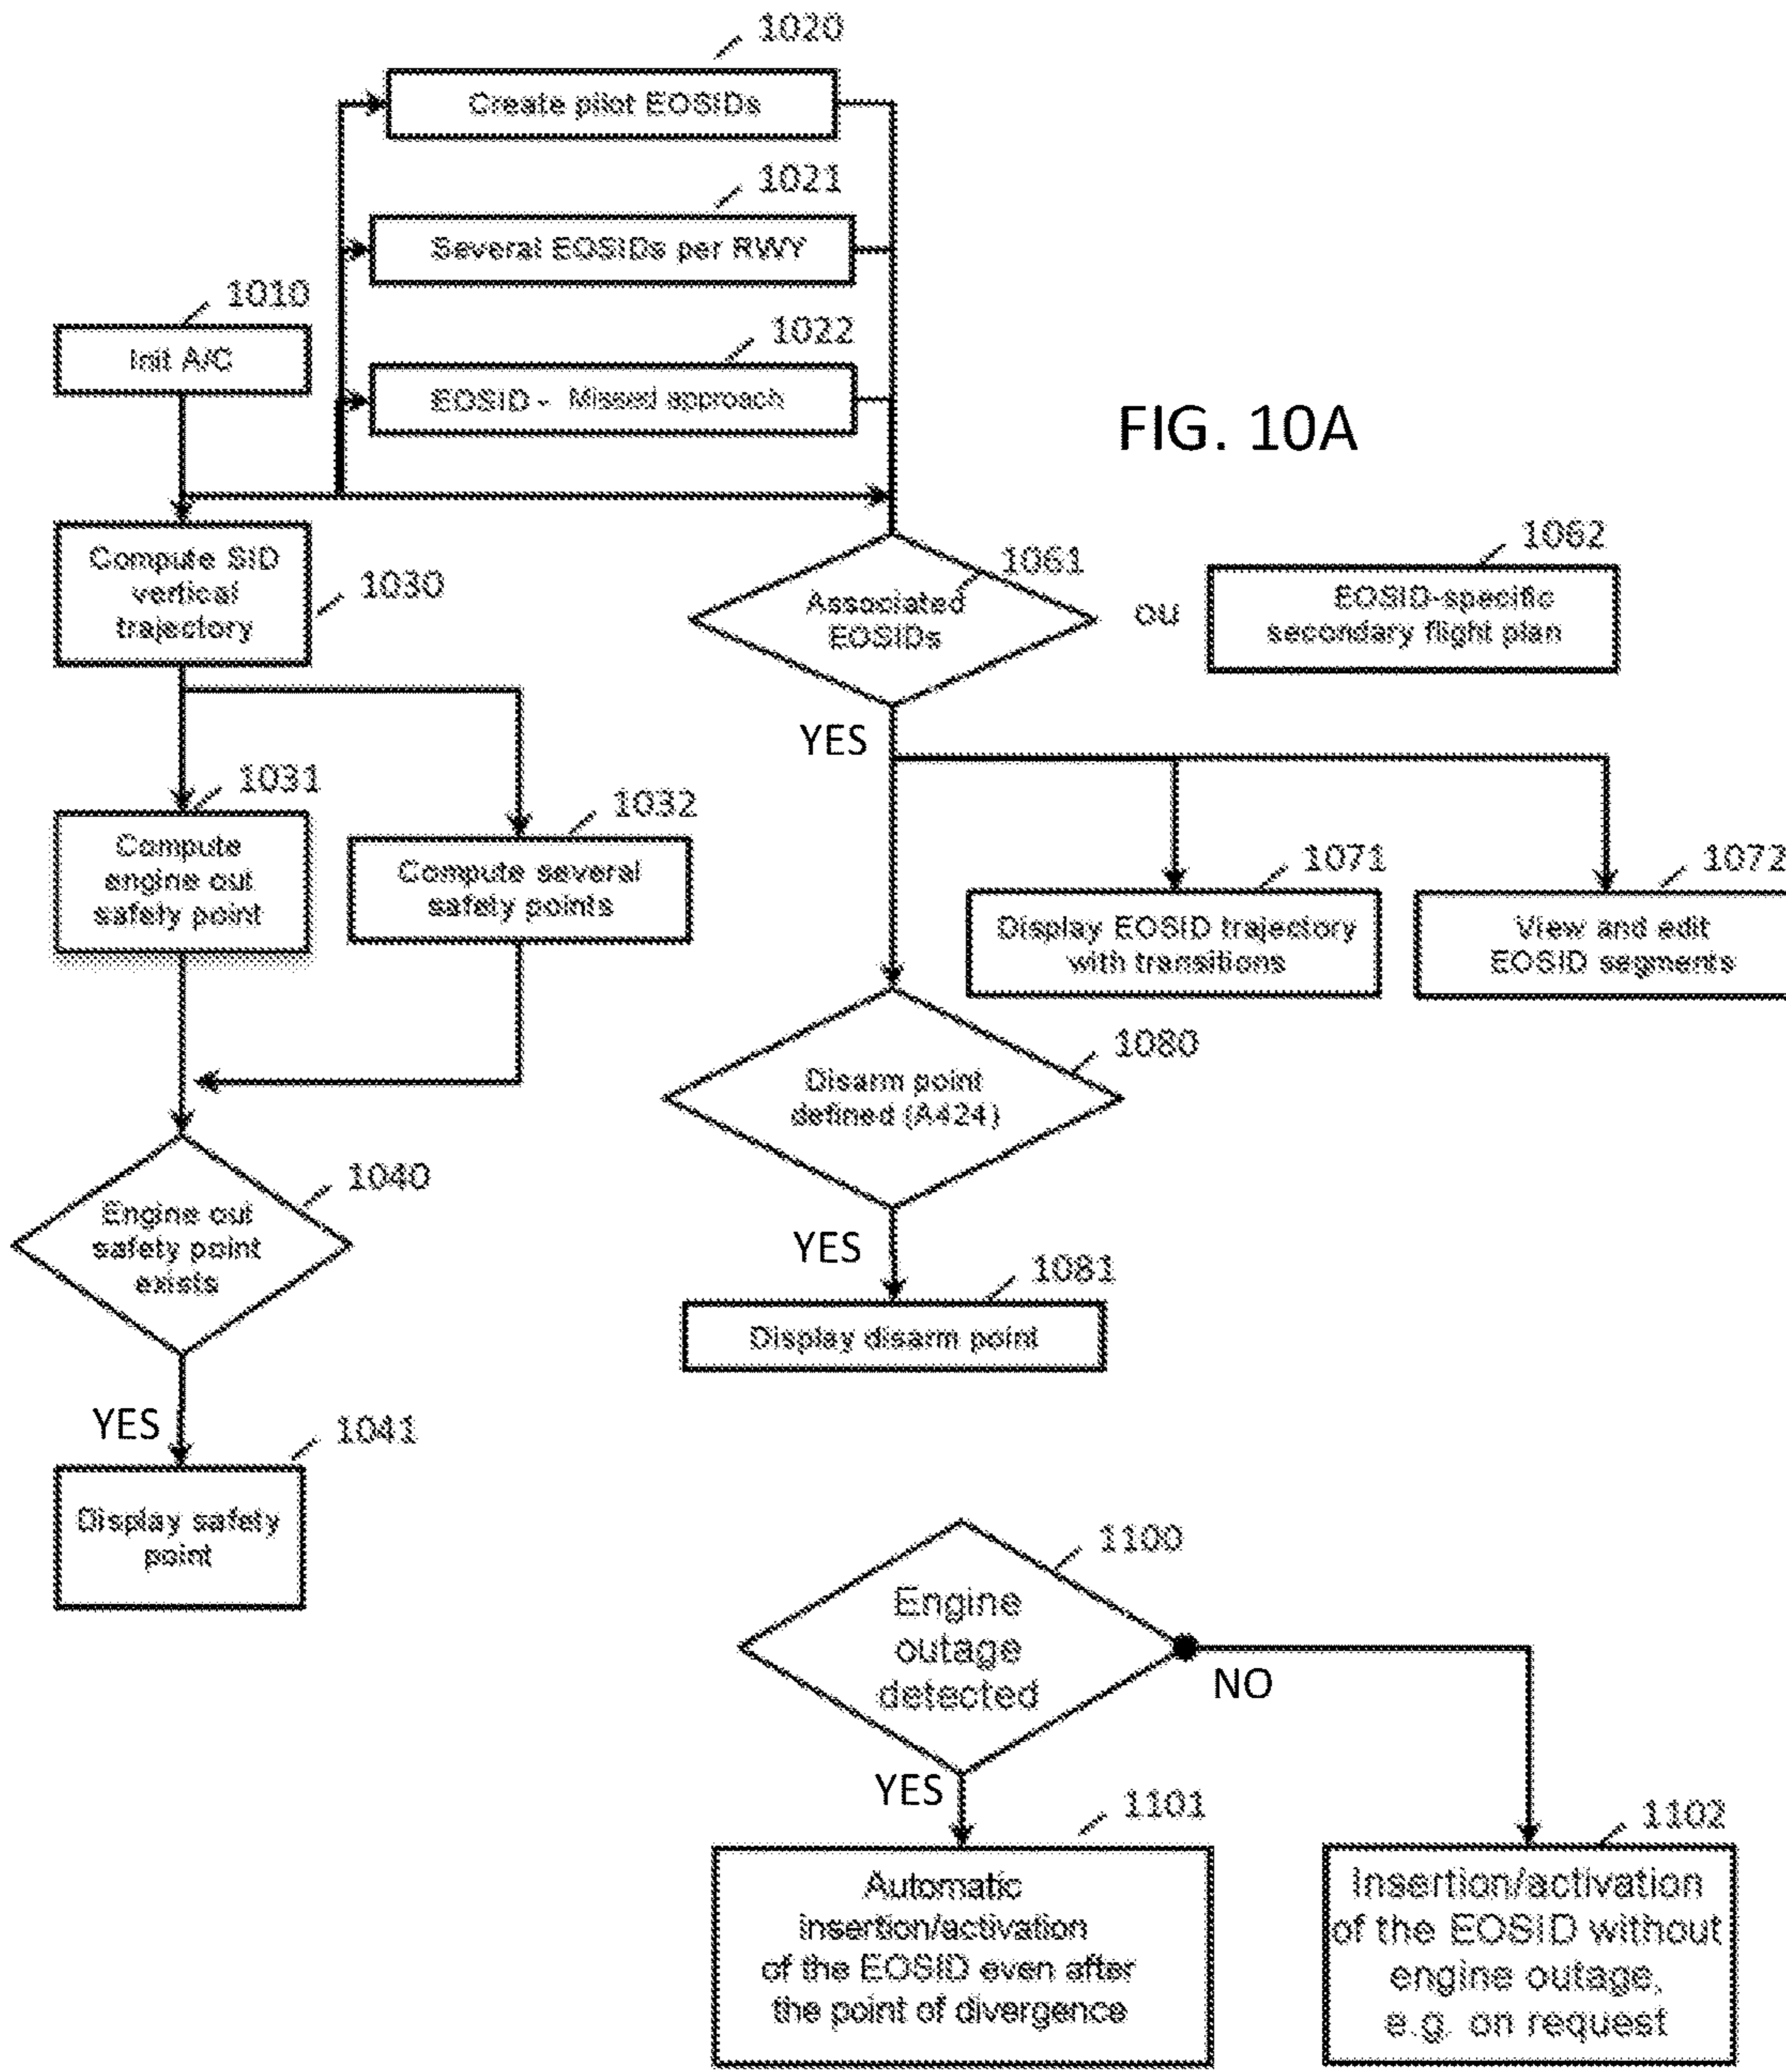 1020
Create pilot EOSIDs
1021
Several EOSIDs per RWY
1010
Init A/C
1022
EOSID - Missed approach
FIG. 10A
Compute SID
vertical
trajectory
1030
1061
Associated
EOSIDs
ou
1062
EOSID-specific
secondary flight plan
YES
1031
Compute
engine out
safety point
1032
Compute several
safety points
1071
Display EOSID trajectory
with transitions
1072
View and edit
EOSID segments
1080
Disarm point
defined (A424)
1040
Engine out
safety point
exists
YES
1081
Display disarm point
YES
1041
Display safety
point
1100
Engine
outage
detected
NO
YES
1101
Automatic
insertion/activation
of the EOSID even after
the point of divergence
1102
Insertion/activation
of the EOSID without
engine outage,
e.g. on request